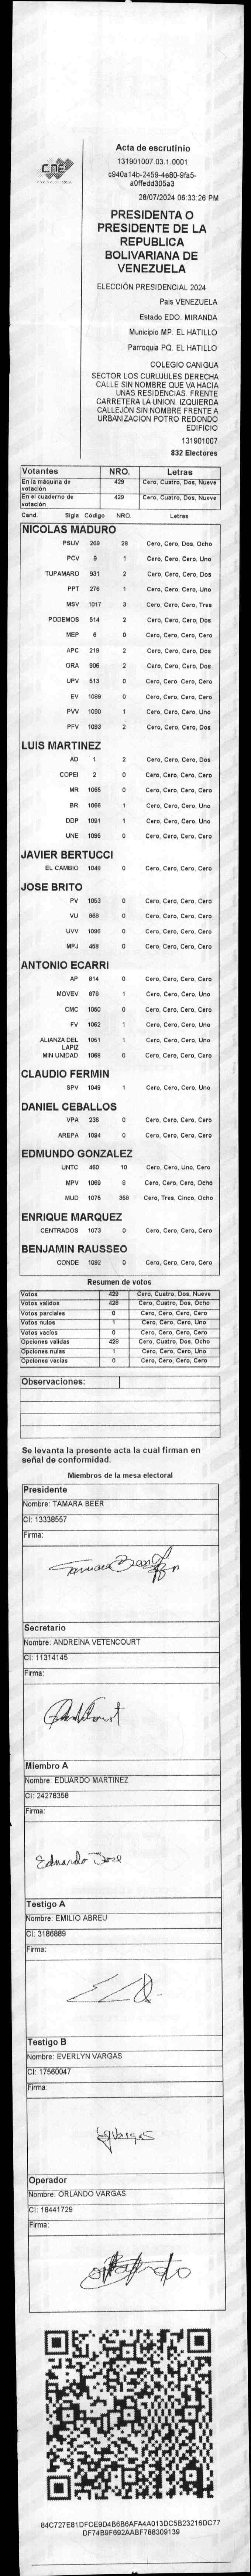 CNE
Acta de escrutinio
131901007.03.1.0001
c940a14b-2459-4e80-9fa5-
a0ffedd305a3
28/07/2024 06:33:26 PM
PRESIDENTA O
PRESIDENTE DE LA
REPUBLICA
BOLIVARIANA DE
VENEZUELA
ELECCIÓN PRESIDENCIAL 2024
País VENEZUELA
Estado EDO. MIRANDA
Municipio MP. EL HATILLO
Parroquia PQ. EL HATILLO
COLEGIO CANIGUA
SECTOR LOS CURUJULES DERECHA
CALLE SIN NOMBRE QUE VA HACIA
UNAS RESIDENCIAS. FRENTE
CARRETERA LA UNION. IZQUIERDA
CALLEJÓN SIN NOMBRE FRENTE A
URBANIZACION POTRO REDONDO
EDIFICIO
131901007
832 Electores
Votantes NRO. Letras
En la máquina de votación 429 Cero, Cuatro, Dos, Nueve
En el cuaderno de votación 429 Cero, Cuatro, Dos, Nueve
Cand. Sigla Código NRO. Letras
NICOLAS MADURO
PSUV 269 28 Cero, Cero, Dos, Ocho
PCV 9 1 Cero, Cero, Cero, Uno
TUPAMARO 931 2 Cero, Cero, Cero, Dos
PPT 276 1 Cero, Cero, Cero, Uno
MSV 1017 3 Cero, Cero, Cero, Tres
PODEMOS 514 2 Cero, Cero, Cero, Dos
MEP 6 0 Cero, Cero, Cero, Cero
APC 219 2 Cero, Cero, Cero, Dos
ORA 906 2 Cero, Cero, Cero, Dos
UPV 513 0 Cero, Cero, Cero, Cero
EV 1089 0 Cero, Cero, Cero, Cero
PVV 1090 1 Cero, Cero, Cero, Uno
PFV 1093 2 Cero, Cero, Cero, Dos
LUIS MARTINEZ
AD 1 2 Cero, Cero, Cero, Dos
COPEI 2 0 Cero, Cero, Cero, Cero
MR 1065 0 Cero, Cero, Cero, Cero
BR 1066 1 Cero, Cero, Cero, Uno
DDP 1091 1 Cero, Cero, Cero, Uno
UNE 1095 0 Cero, Cero, Cero, Cero
JAVIER BERTUCCI
EL CAMBIO 1048 0 Cero, Cero, Cero, Cero
JOSE BRITO
PV 1053 0 Cero, Cero, Cero, Cero
VU 868 0 Cero, Cero, Cero, Cero
UVV 1096 0 Cero, Cero, Cero, Cero
MPJ 458 0 Cero, Cero, Cero, Cero
ANTONIO ECARRI
AP 814 0 Cero, Cero, Cero, Cero
MOVEV 878 1 Cero, Cero, Cero, Uno
CMC 1050 0 Cero, Cero, Cero, Cero
FV 1062 1 Cero, Cero, Cero, Uno
ALIANZA DEL LAPIZ 1051 1 Cero, Cero, Cero, Uno
MIN UNIDAD 1068 0 Cero, Cero, Cero, Cero
CLAUDIO FERMIN
SPV 1049 1 Cero, Cero, Cero, Uno
DANIEL CEBALLOS
VPA 236 0 Cero, Cero, Cero, Cero
AREPA 1094 0 Cero, Cero, Cero, Cero
EDMUNDO GONZALEZ
UNTC 460 10 Cero, Cero, Uno, Cero
MPV 1069 8 Cero, Cero, Cero, Ocho
MUD 1075 358 Cero, Tres, Cinco, Ocho
ENRIQUE MARQUEZ
CENTRADOS 1073 0 Cero, Cero, Cero, Cero
BENJAMIN RAUSSEO
CONDE 1092 0 Cero, Cero, Cero, Cero
Resumen de votos
Votos 429 Cero, Cuatro, Dos, Nueve
Votos validos 428 Cero, Cuatro, Dos, Ocho
Votos parciales 0 Cero, Cero, Cero, Cero
Votos nulos 1 Cero, Cero, Cero, Uno
Votos vacíos 0 Cero, Cero, Cero, Cero
Opciones validas 428 Cero, Cuatro, Dos, Ocho
Opciones nulas 1 Cero, Cero, Cero, Uno
Opciones vacías 0 Cero, Cero, Cero, Cero
Observaciones:
Se levanta la presente acta la cual firman en
señal de conformidad.
Miembros de la mesa electoral
Presidente
Nombre: TAMARA BEER
CI: 13338557
Firma:
Secretario
Nombre: ANDREINA VETENCOURT
CI: 11314145
Firma:
Miembro A
Nombre: EDUARDO MARTINEZ
CI: 24278358
Firma:
Eduardo Jose
Testigo A
Nombre: EMILIO ABREU
CI: 3186889
Firma:
Testigo B
Nombre: EVERLYN VARGAS
CI: 17560047
Firma:
Operador
Nombre: ORLANDO VARGAS
CI: 18441729
Firma:
84C727E81DFCE9D4B6B6AFA4A013DC5B23216DC77
DF74B9F692AABF788309139